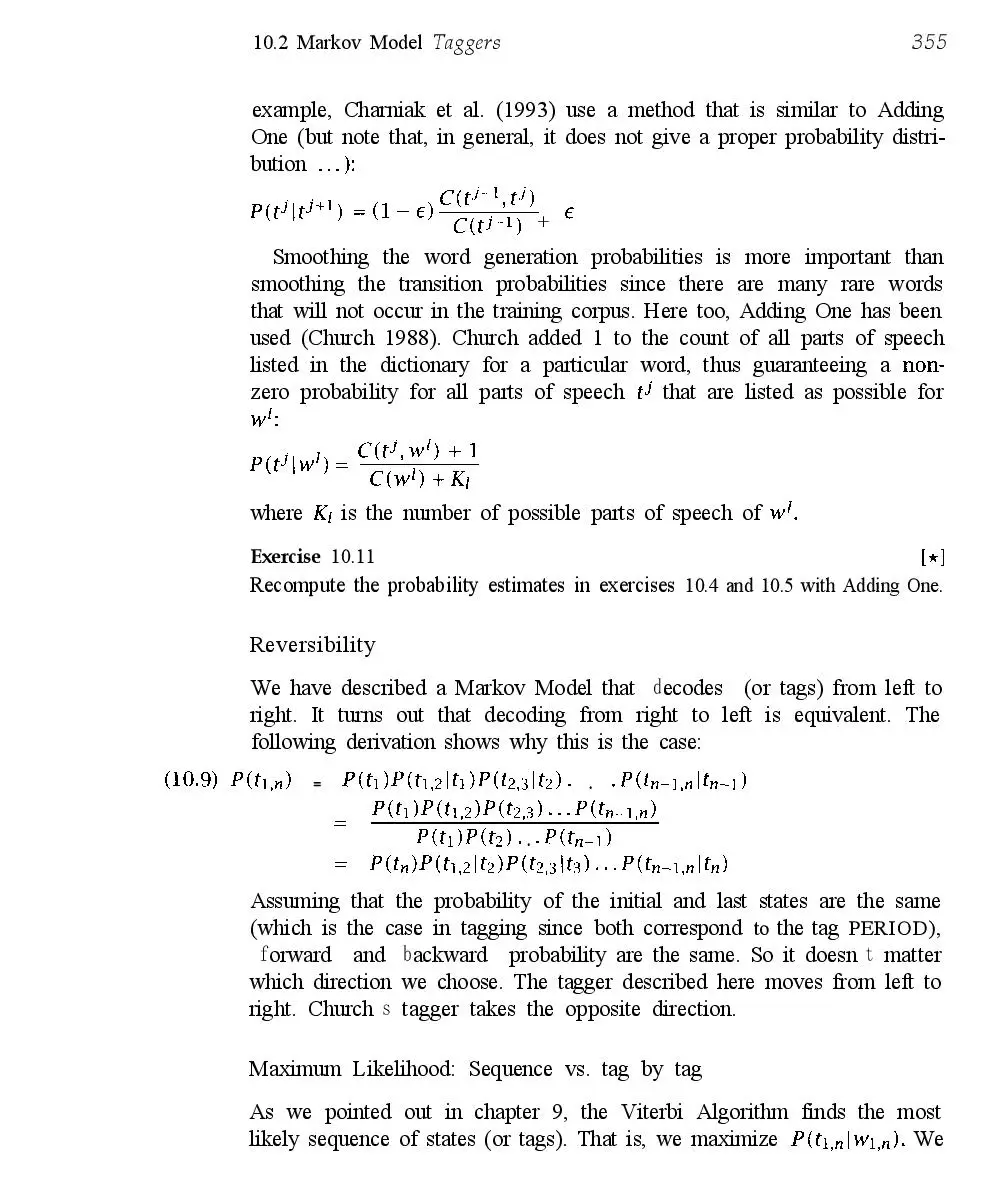 10.2 Markov Model Taggers 355
example, Charniak et al. (1993) use a method that is similar to Adding
One (but note that, in general, it does not give a proper probability distri-
bution ...):
P(t^j|t^{j+1}) = (1 − ϵ) C(t^{j-1}, t^j) / C(t^{j-1}) + ϵ
Smoothing the word generation probabilities is more important than
smoothing the transition probabilities since there are many rare words
that will not occur in the training corpus. Here too, Adding One has been
used (Church 1988). Church added 1 to the count of all parts of speech
listed in the dictionary for a particular word, thus guaranteeing a non-
zero probability for all parts of speech t^j that are listed as possible for
w^l:
P(t^j|w^l) = (C(t^j, w^l) + 1) / (C(w^l) + K_l)
where K_l is the number of possible parts of speech of w^l.
Exercise 10.11 [⋆]
Recompute the probability estimates in exercises 10.4 and 10.5 with Adding One.
Reversibility
We have described a Markov Model that decodes (or tags) from left to
right. It turns out that decoding from right to left is equivalent. The
following derivation shows why this is the case:
(10.9) P(t_{1,n}) = P(t_1)P(t_{1,2}|t_1)P(t_{2,3}|t_2) . . . P(t_{n-1,n}|t_{n-1})
= P(t_1)P(t_{1,2})P(t_{2,3}) ... P(t_{n-1,n}) / P(t_1)P(t_2) ... P(t_{n-1})
= P(t_n)P(t_{1,2}|t_2)P(t_{2,3}|t_3) ... P(t_{n-1,n}|t_n)
Assuming that the probability of the initial and last states are the same
(which is the case in tagging since both correspond to the tag PERIOD),
forward and backward probability are the same. So it doesn t matter
which direction we choose. The tagger described here moves from left to
right. Church s tagger takes the opposite direction.
Maximum Likelihood: Sequence vs. tag by tag
As we pointed out in chapter 9, the Viterbi Algorithm finds the most
likely sequence of states (or tags). That is, we maximize P(t_{1,n}|w_{1,n}). We